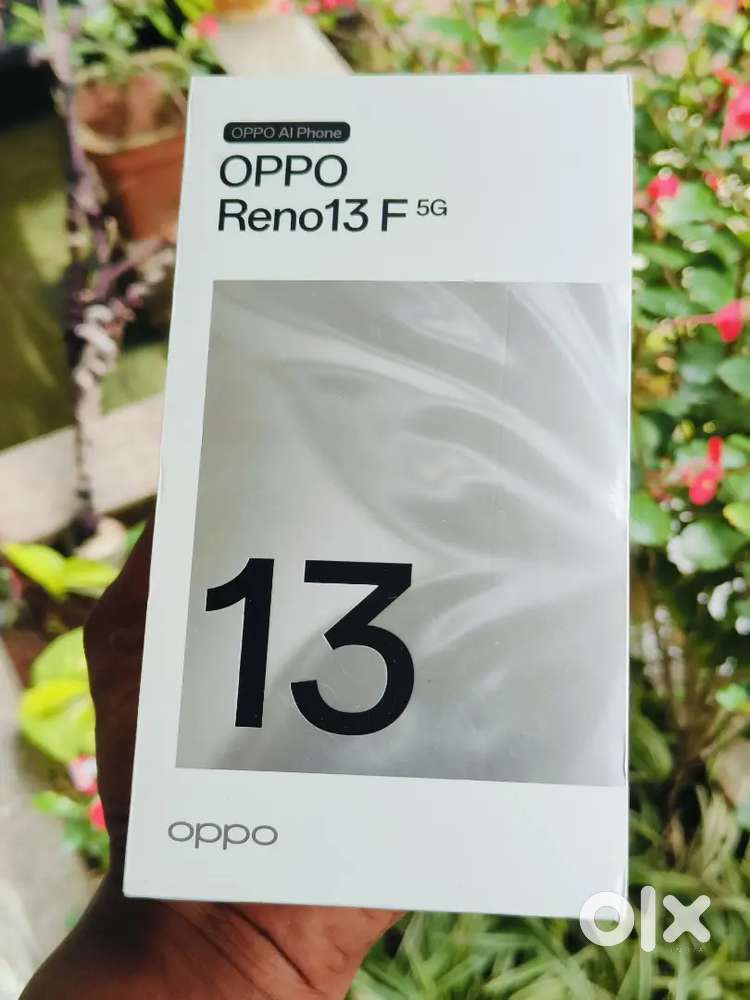 OPPO AI Phone
OPPO
Reno13 F 5G
13
oppo
olx